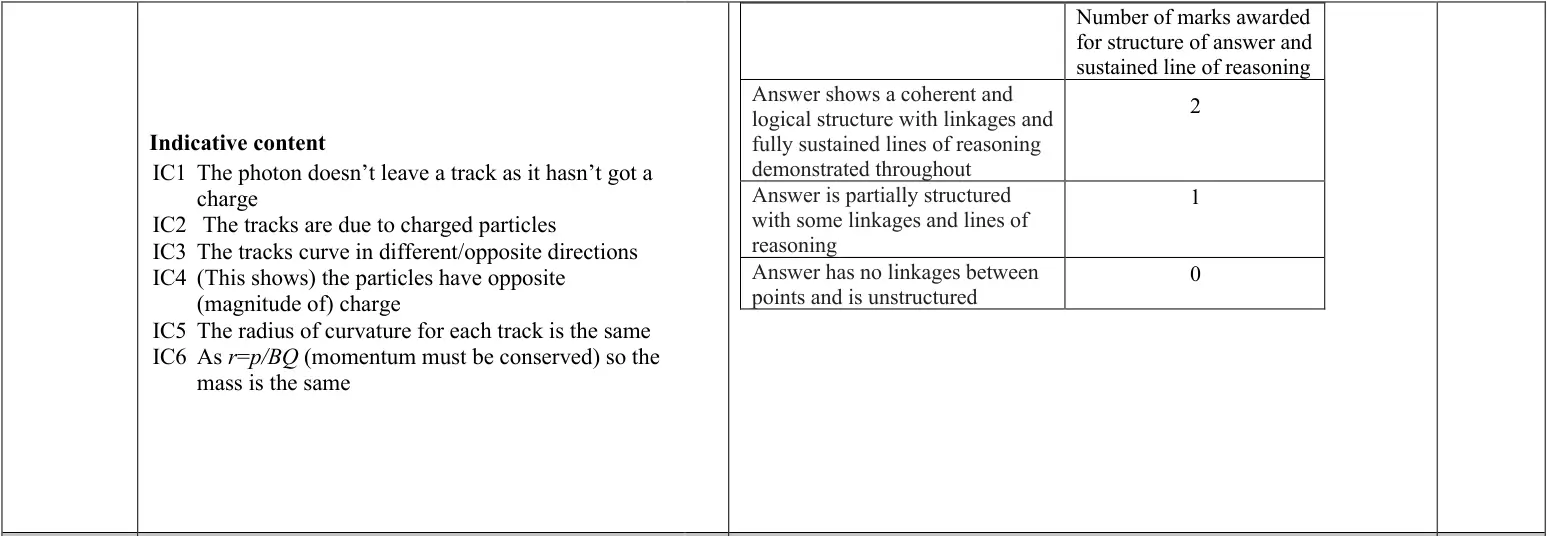 Indicative content
IC1 The photon doesn’t leave a track as it hasn’t got a
charge
IC2 The tracks are due to charged particles
IC3 The tracks curve in different/opposite directions
IC4 (This shows) the particles have opposite
(magnitude of) charge
IC5 The radius of curvature for each track is the same
IC6 As r=p/BQ (momentum must be conserved) so the
mass is the same
Number of marks awarded
for structure of answer and
sustained line of reasoning
Answer shows a coherent and
logical structure with linkages and
fully sustained lines of reasoning
demonstrated throughout
2
Answer is partially structured
with some linkages and lines of
reasoning
1
Answer has no linkages between
points and is unstructured
0